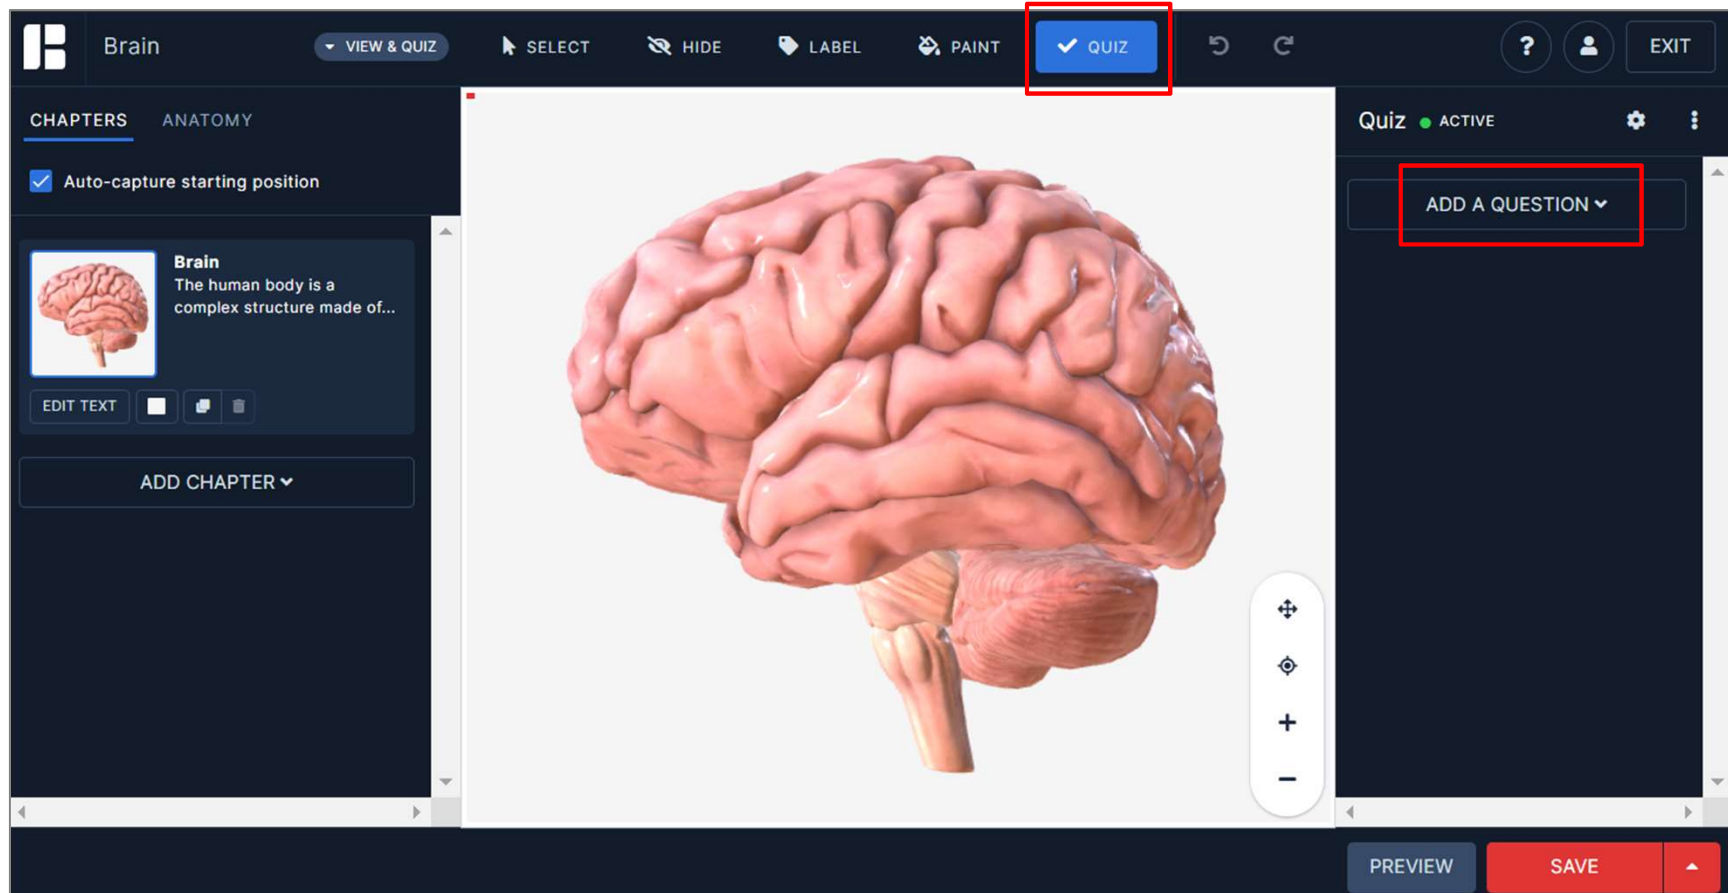 Brain
VIEW & QUIZ
SELECT
HIDE
LABEL
PAINT
QUIZ
?
EXIT
CHAPTERS
ANATOMY
Auto-capture starting position
Brain
The human body is a
complex structure made of...
EDIT TEXT
ADD CHAPTER
Quiz
ACTIVE
ADD A QUESTION
PREVIEW
SAVE